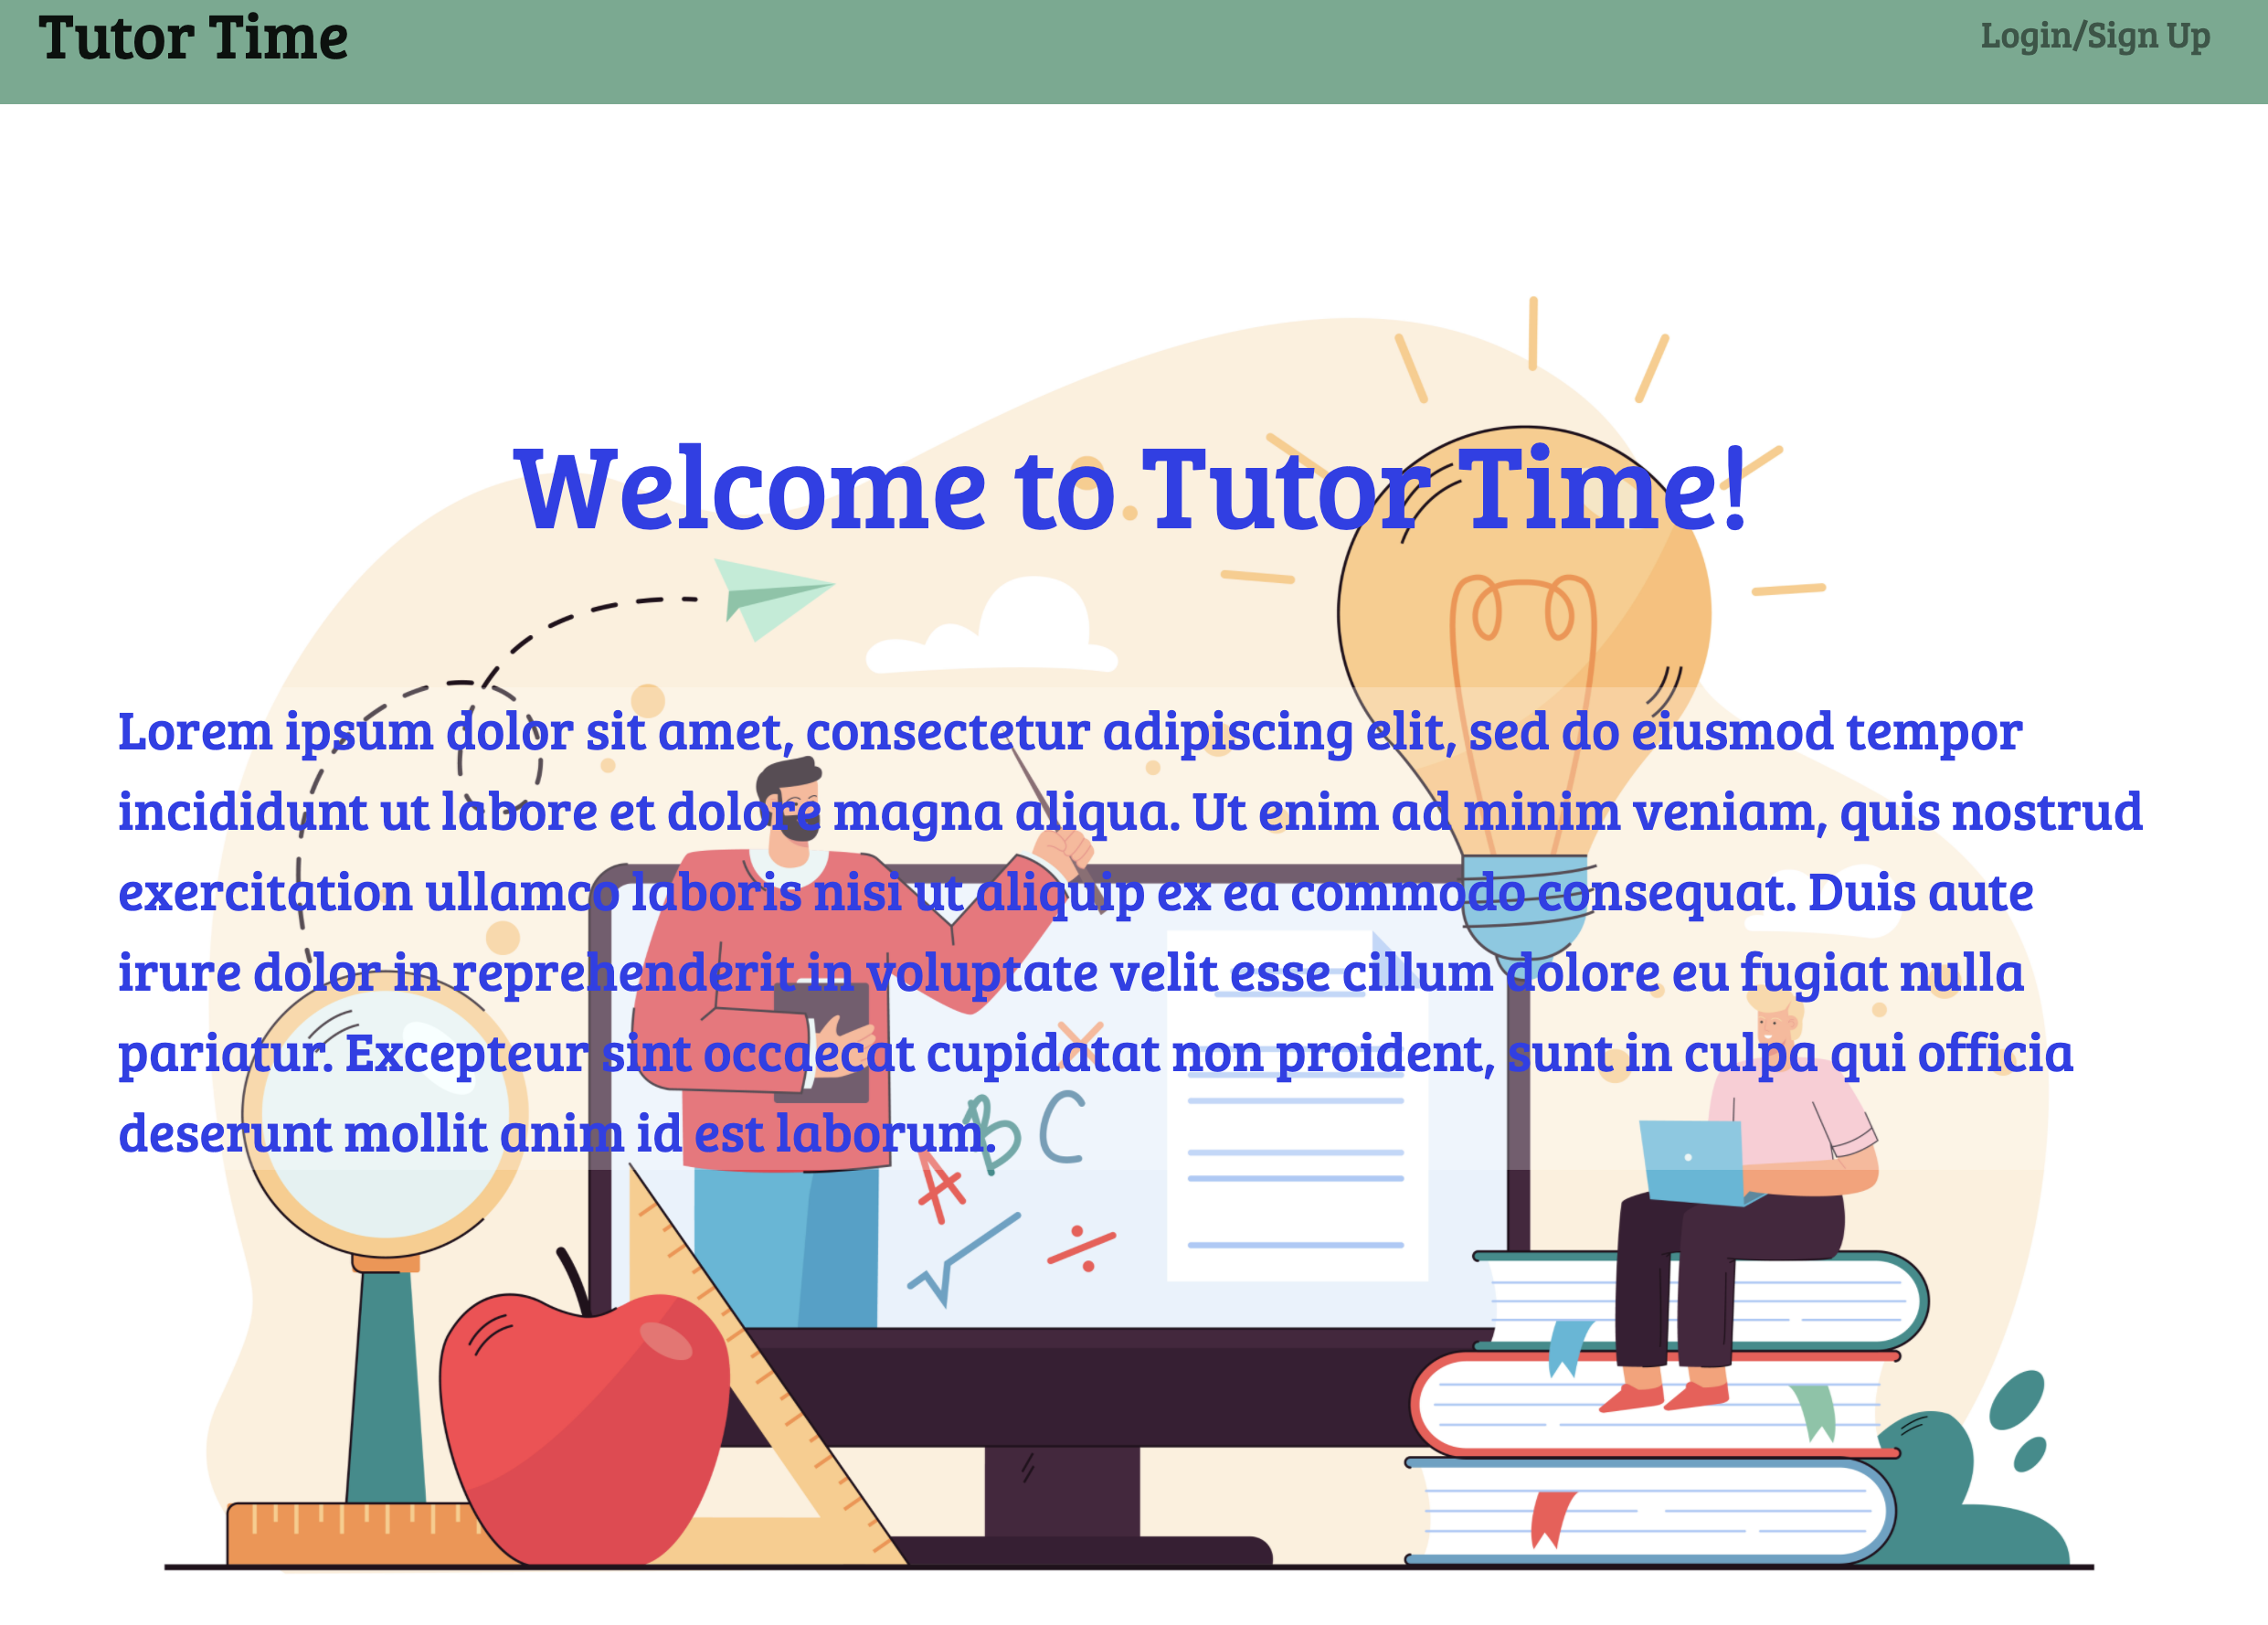 Tutor Time
Login/Sign Up
Welcome to Tutor Time!
Lorem ipsum dolor sit amet, consectetur adipiscing elit, sed do eiusmod tempor
incididunt ut labore et dolore magna aliqua. Ut enim ad minim veniam, quis nostrud
exercitation ullamco laboris nisi ut aliquip ex ea commodo consequat. Duis aute
irure dolor in reprehenderit in voluptate velit esse cillum dolore eu fugiat nulla
pariatur. Excepteur sint occaecat cupidatat non proident, sunt in culpa qui officia
deserunt mollit anim id est laborum.
A B C